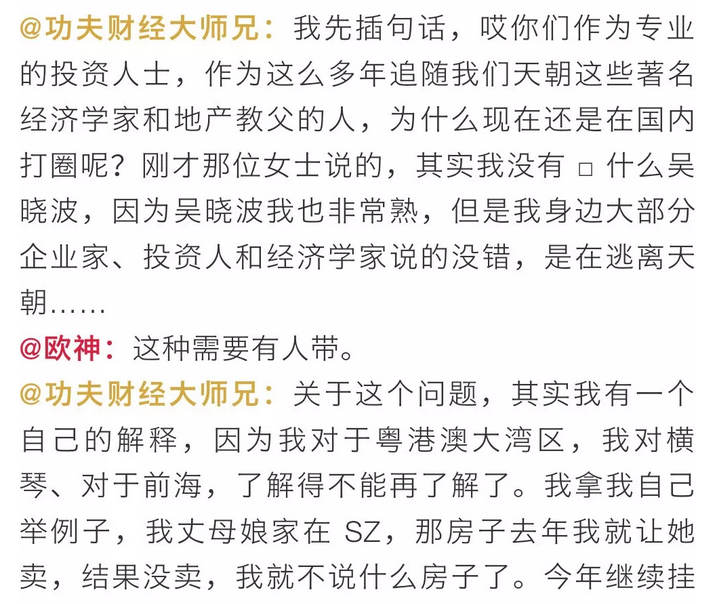 @功夫财经大师兄：我先插句话，哎你们作为专业
的投资人士，作为这么多年追随我们天朝这些著名
经济学家和地产教父的人，为什么现在还是在国内
打圈呢？刚才那位女士说的，其实我没有 □ 什么吴
晓波，因为吴晓波我也非常熟，但是我身边大部分
企业家、投资人和经济学家说的没错，是在逃离天
朝……
@欧神：这种需要有人带。
@功夫财经大师兄：关于这个问题，其实我有一个
自己的解释，因为我对于粤港澳大湾区，我对横
琴、对于前海，了解得不能再了解了。我拿我自己
举例子，我丈母娘家在 SZ，那房子去年我就让她
卖，结果没卖，我就不说什么房子了。今年继续挂